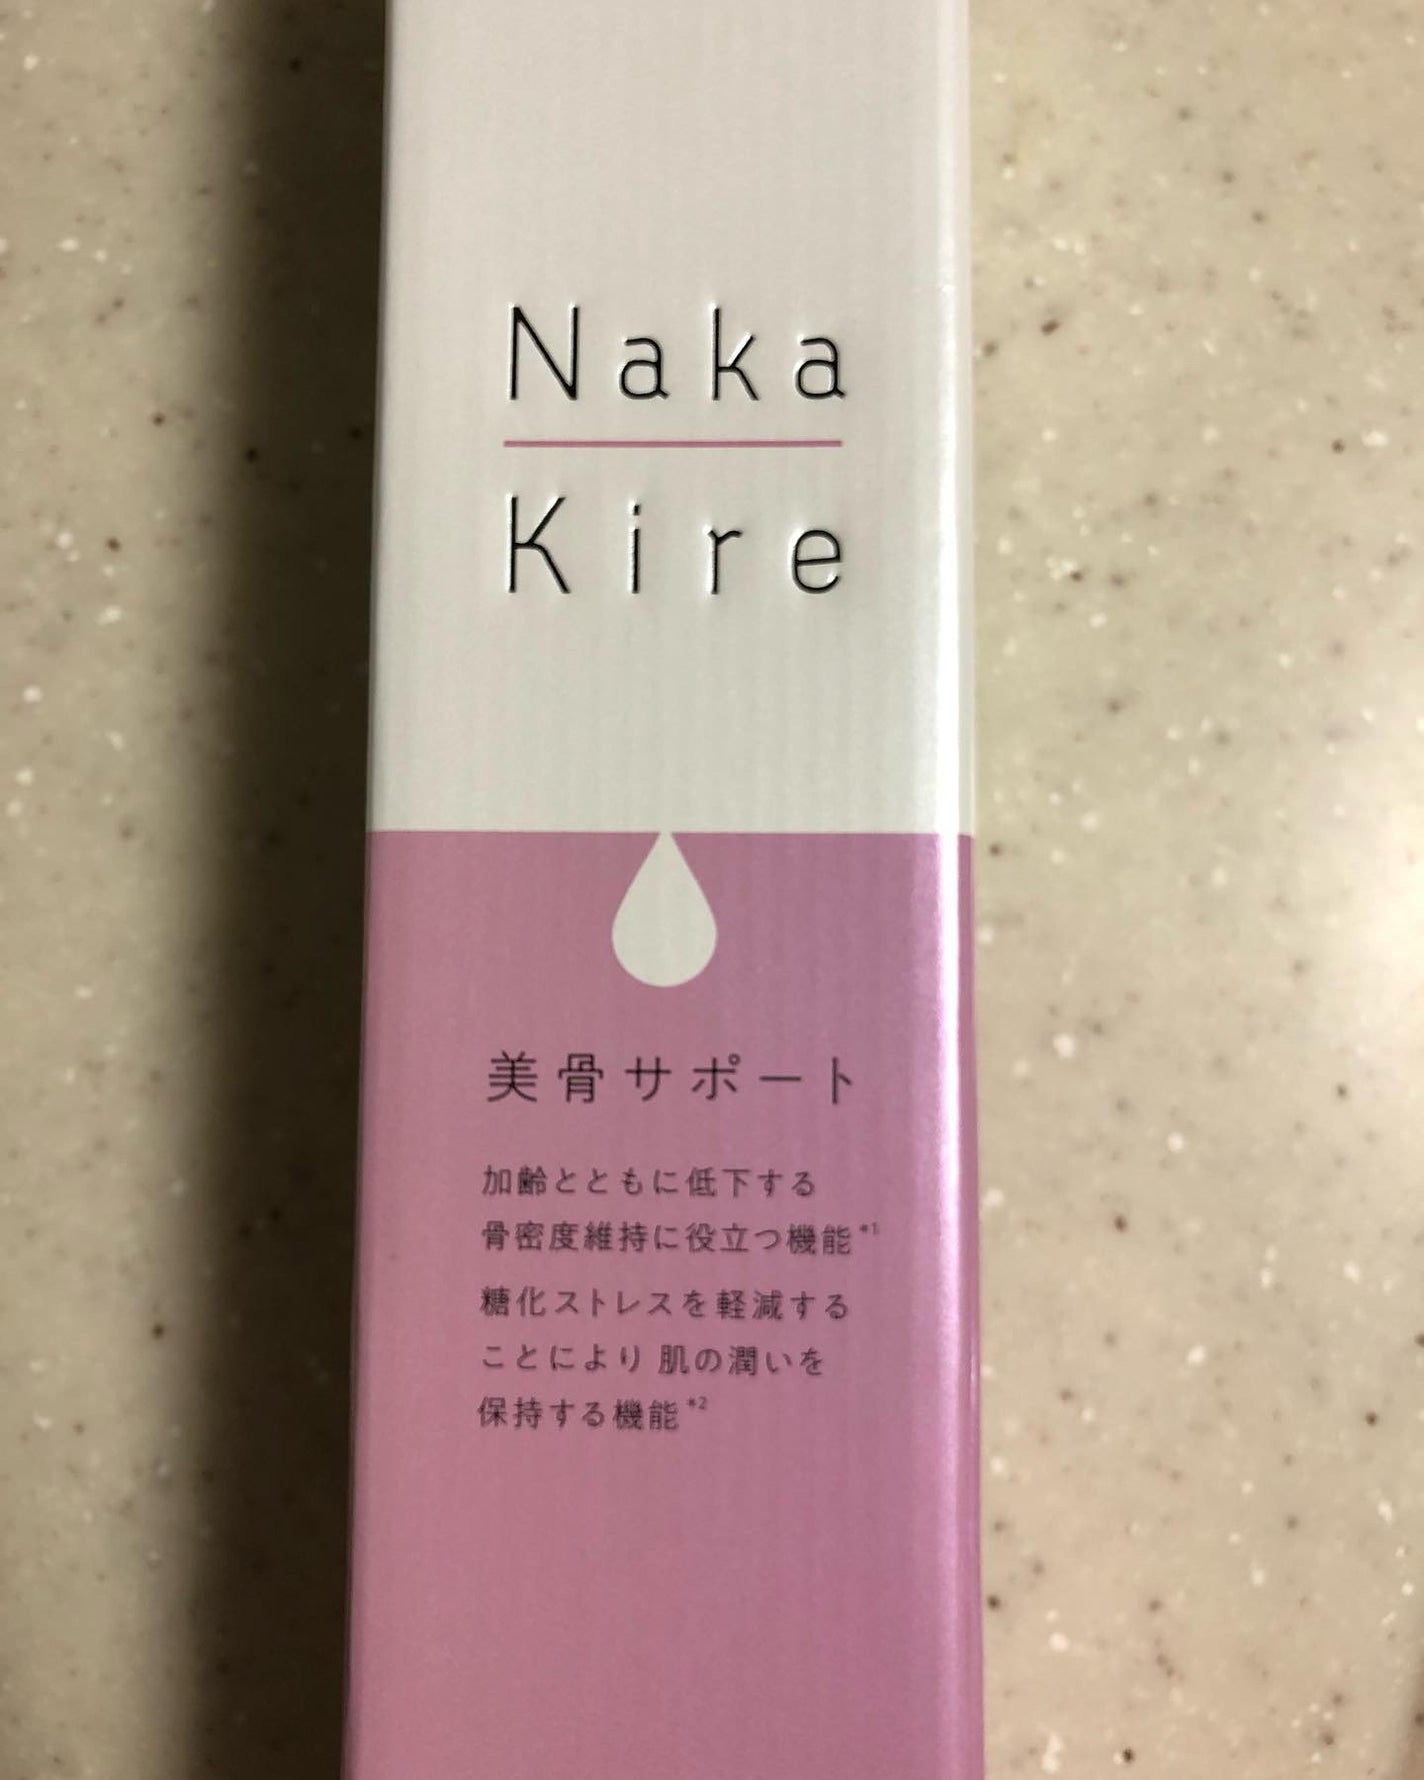 Naka
Kire
美骨サポート
加齢とともに低下する
骨密度維持に役立つ機能*1
糖化ストレスを軽減する
ことにより 肌の潤いを
保持する機能*2